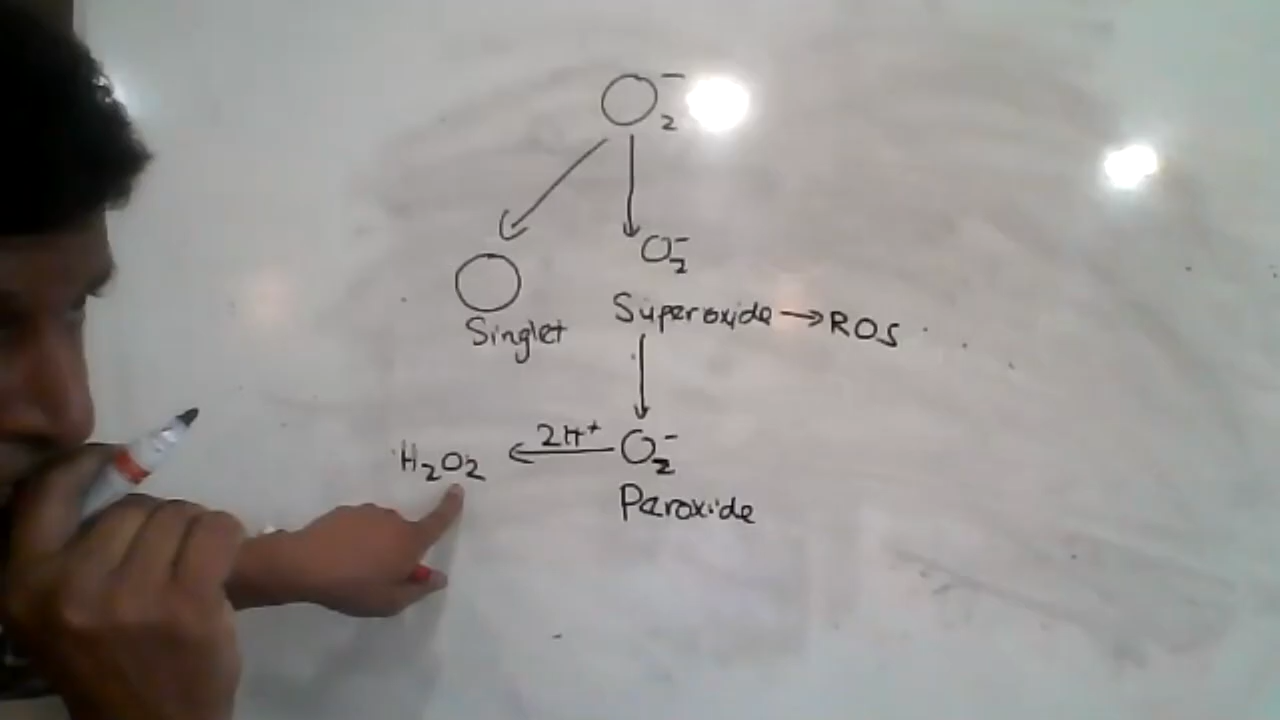 O₂⁻
O₂⁻
O
Singlet
Superoxide → ROS
H₂O₂ ← 2H⁺ O₂⁻
Peroxide